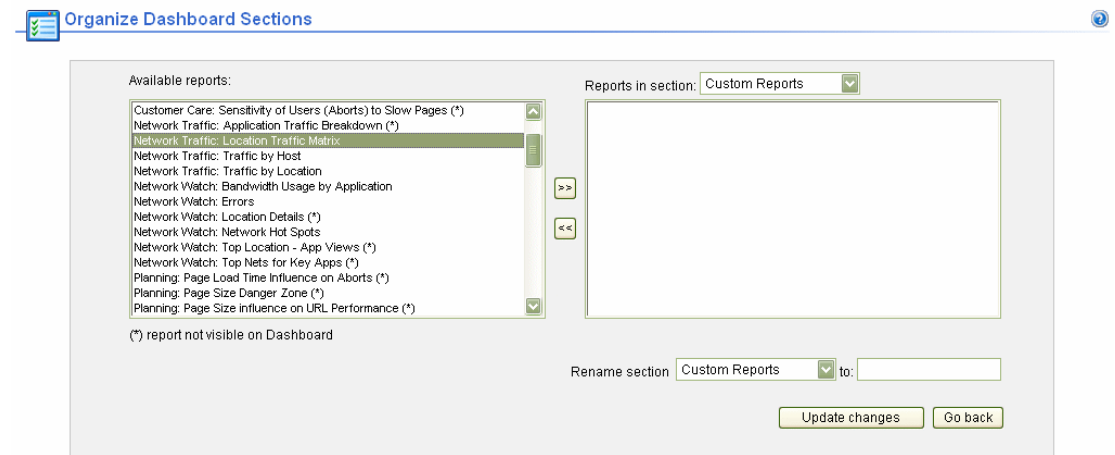 Organize Dashboard Sections
Available reports:
Reports in section: Custom Reports
Customer Care: Sensitivity of Users (Aborts) to Slow Pages (*)
Network Traffic: Application Traffic Breakdown (*)
Network Traffic: Location Traffic Matrix
Network Traffic: Traffic by Host
Network Traffic: Traffic by Location
Network Watch: Bandwidth Usage by Application
Network Watch: Errors
Network Watch: Location Details (*)
Network Watch: Network Hot Spots
Network Watch: Top Location - App Views (*)
Network Watch: Top Nets for Key Apps (*)
Planning: Page Load Time Influence on Aborts (*)
Planning: Page Size Danger Zone (*)
Planning: Page Size influence on URL Performance (*)
>>
<<
(*) report not visible on Dashboard
Rename section Custom Reports to:
Update changes Go back